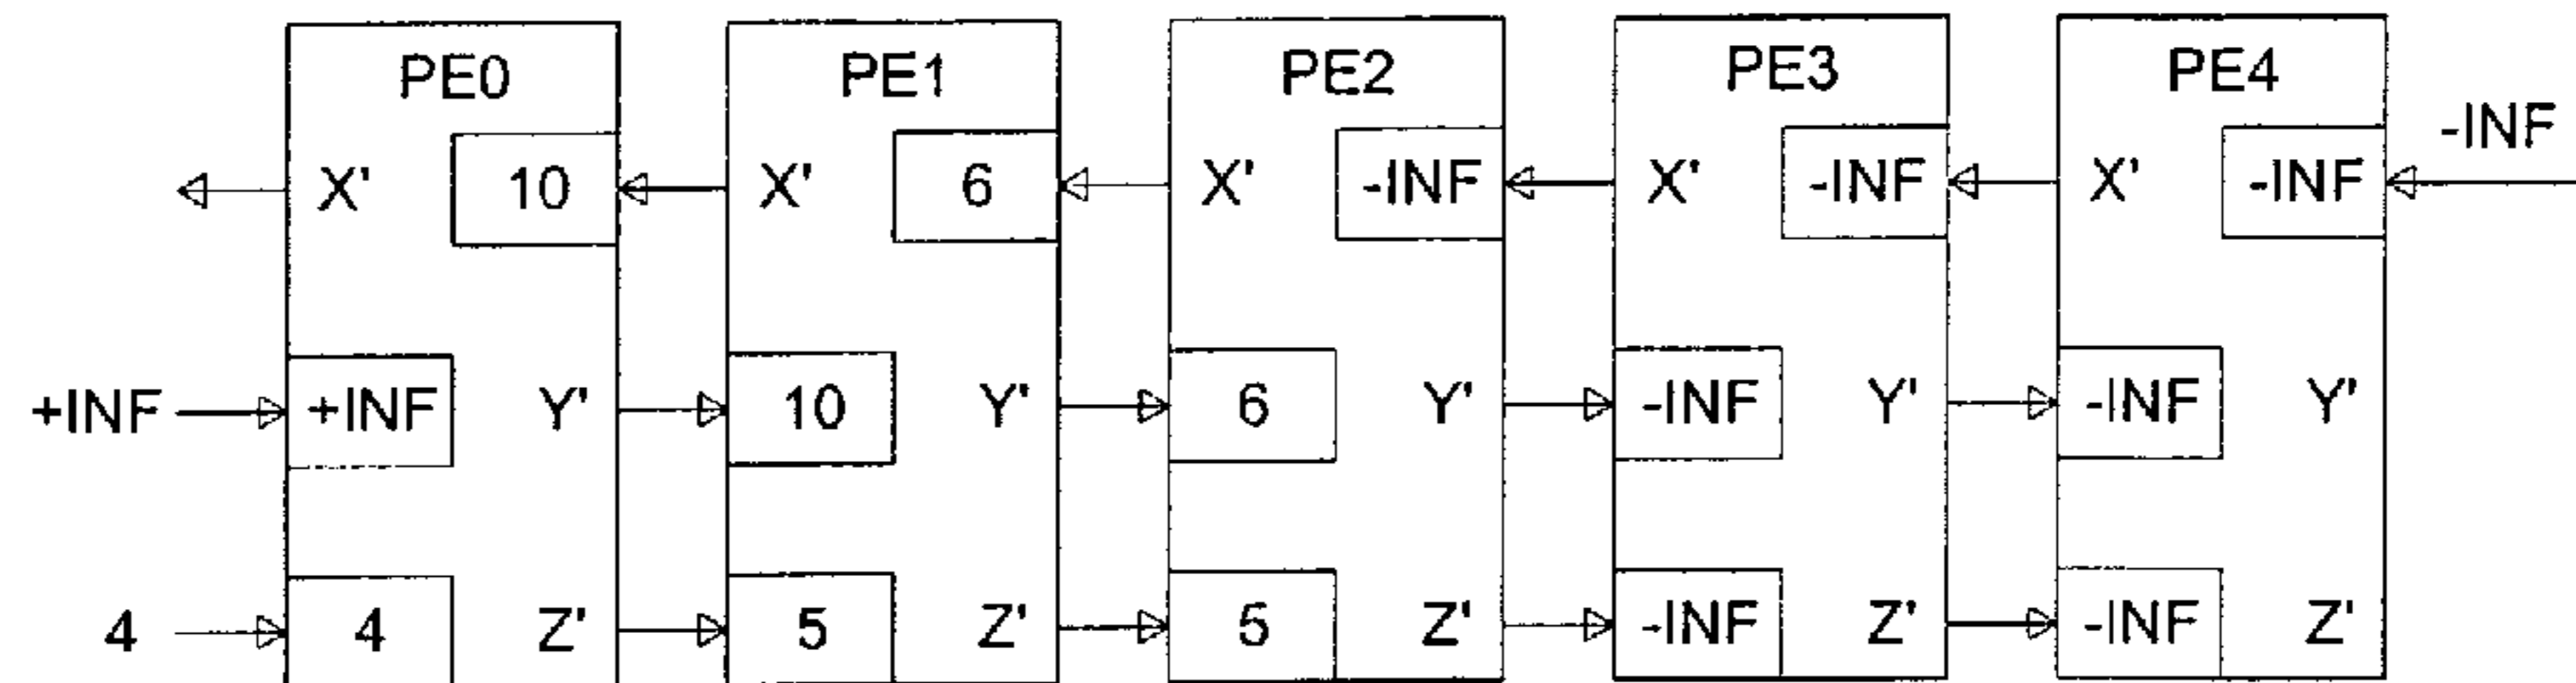 PE0 PE1 PE2 PE3 PE4
-INF
X' 10 X' 6 X' -INF X' -INF X' -INF
+INF +INF Y' 10 Y' 6 Y' -INF Y' -INF Y'
4 4 Z' 5 Z' 5 Z' -INF Z' -INF Z'